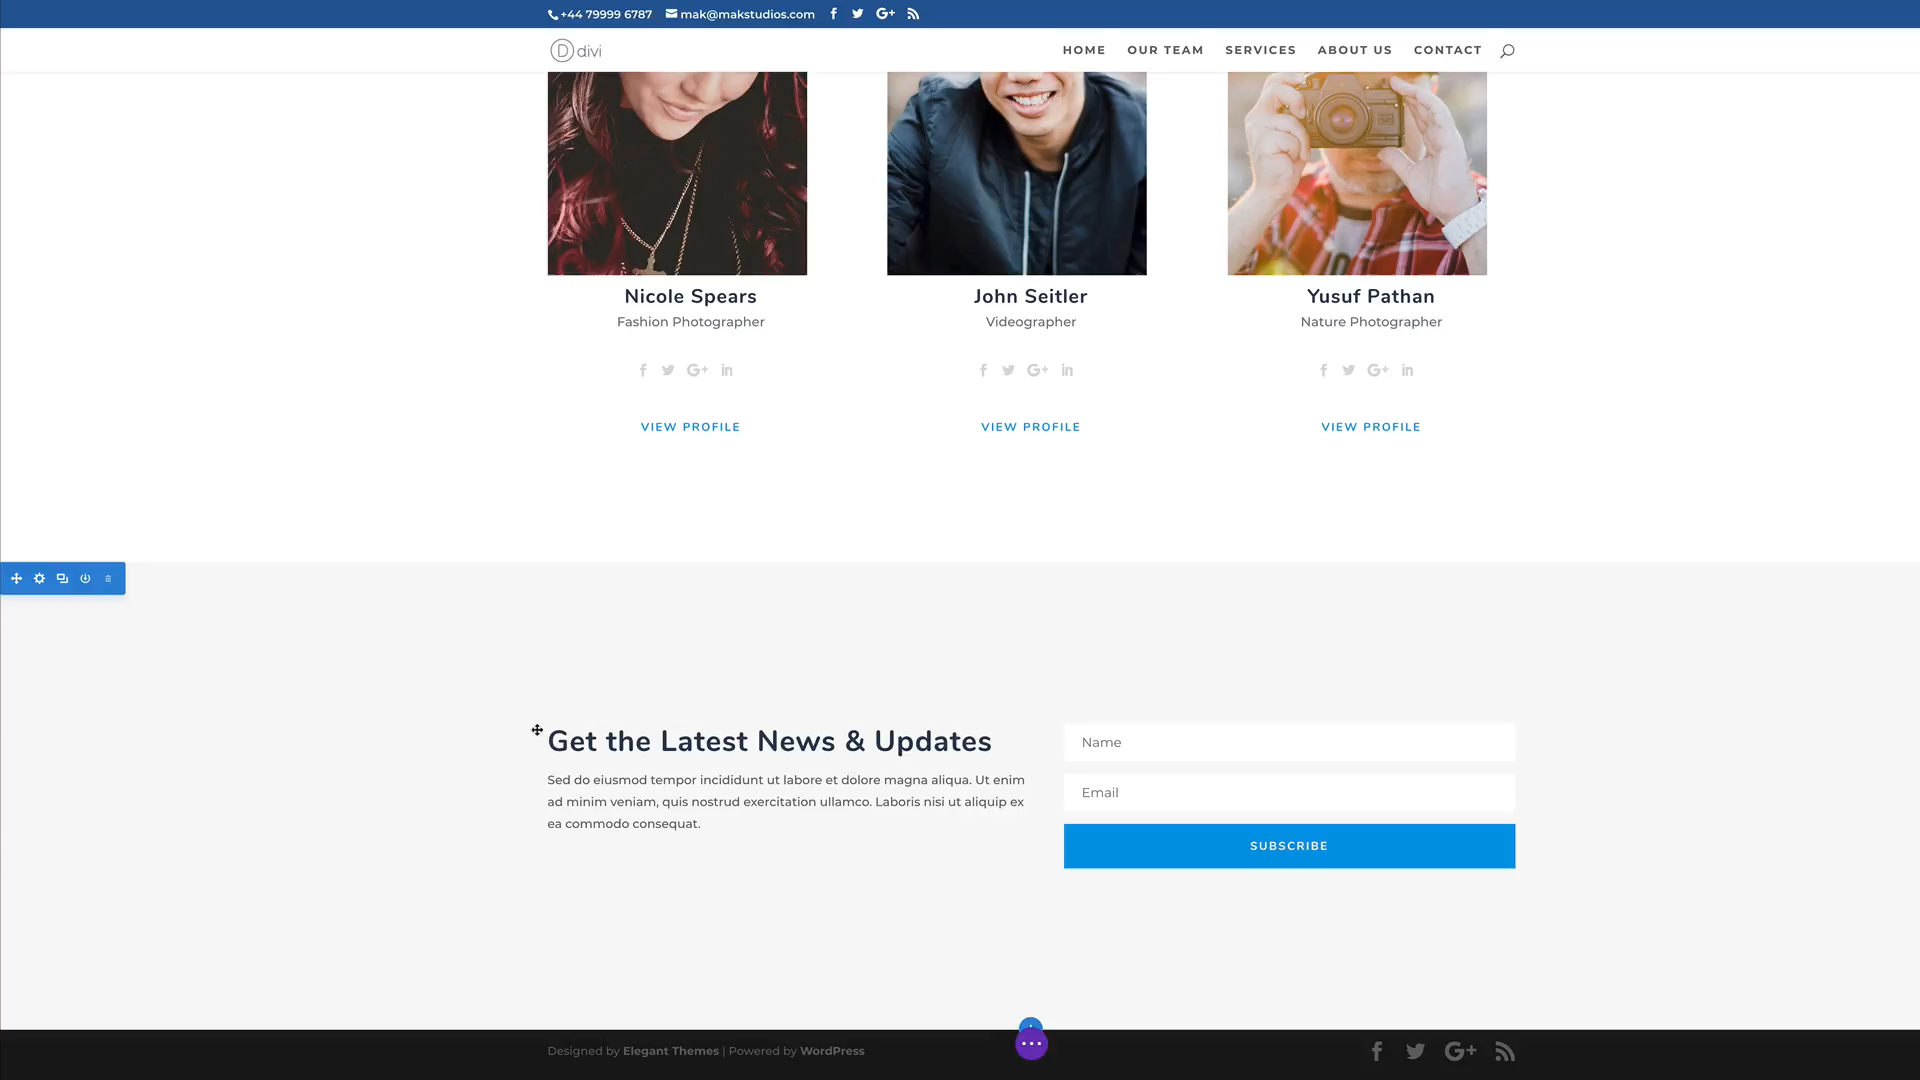 +44 79999 6787 mak@makstudios.com
divi HOME OUR TEAM SERVICES ABOUT US CONTACT
Nicole Spears John Seitler Yusuf Pathan
Fashion Photographer Videographer Nature Photographer
VIEW PROFILE VIEW PROFILE VIEW PROFILE
Get the Latest News & Updates
Sed do eiusmod tempor incididunt ut labore et dolore magna aliqua. Ut enim
ad minim veniam, quis nostrud exercitation ullamco. Laboris nisi ut aliquip ex
ea commodo consequat.
Name
Email
SUBSCRIBE
Designed by Elegant Themes | Powered by WordPress